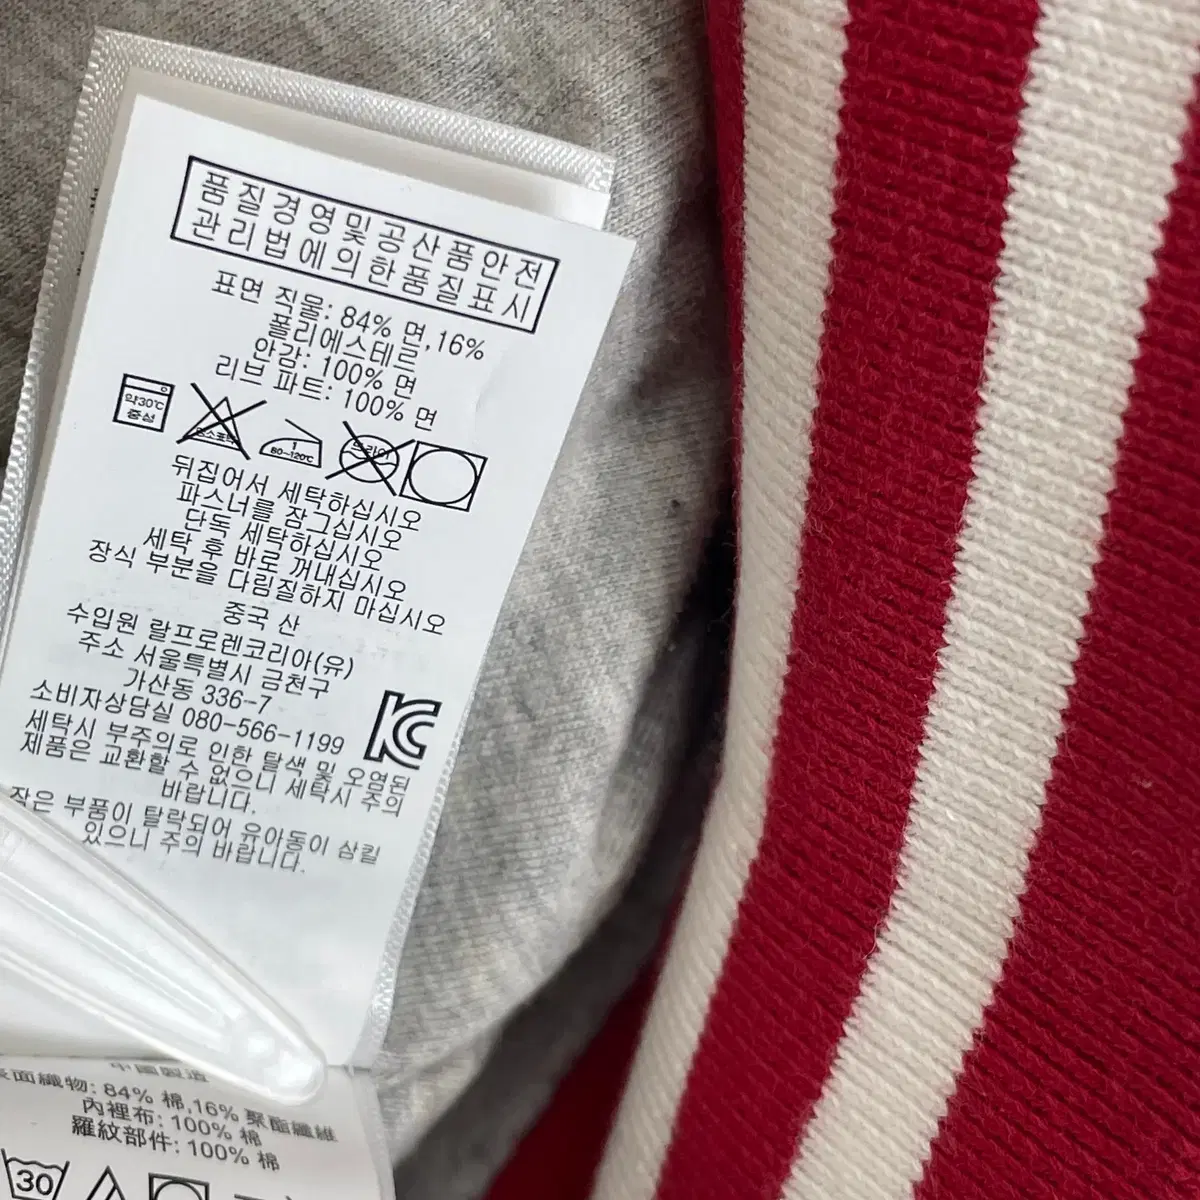 품질경영및공산품안전
관리법에의한품질표시
표면 직물: 84% 면,16%
폴리에스테르
안감: 100% 면
리브 파트: 100% 면
약30℃
중성
80~120℃
드라이
뒤집어서 세탁하십시오
파스너를 잠그십시오
단독 세탁하십시오
세탁 후 바로 꺼내십시오
장식 부분을 다림질하지 마십시오
중국 산
수입원 랄프로렌코리아(유)
주소 서울특별시 금천구
가산동 336-7
소비자상담실 080-566-1199
세탁시 부주의로 인한 탈색 및 오염된
제품은 교환할 수 없으니 세탁시 주의
바랍니다.
작은 부품이 탈락되어 유아동이 삼킬
있으니 주의 바랍니다.
中國製造
表面織物: 84% 棉,16% 聚酯纖維
內裡布: 100% 棉
羅紋部件: 100% 棉
30